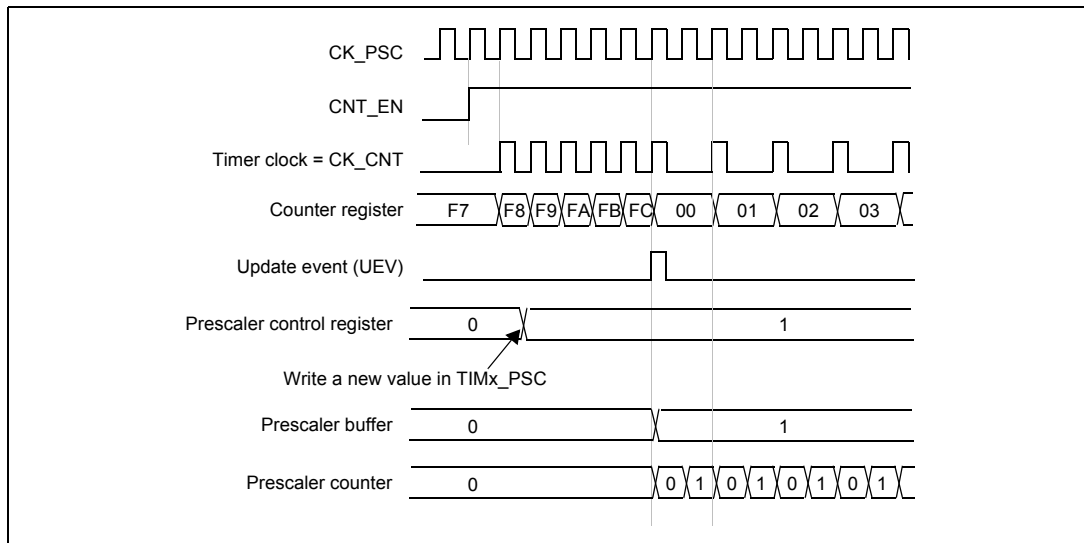 CK_PSC
CNT_EN
Timer clock = CK_CNT
Counter register F7 F8 F9 FA FB FC 00 01 02 03
Update event (UEV)
Prescaler control register 0 1
Write a new value in TIMx_PSC
Prescaler buffer 0 1
Prescaler counter 0 0 1 0 1 0 1 0 1